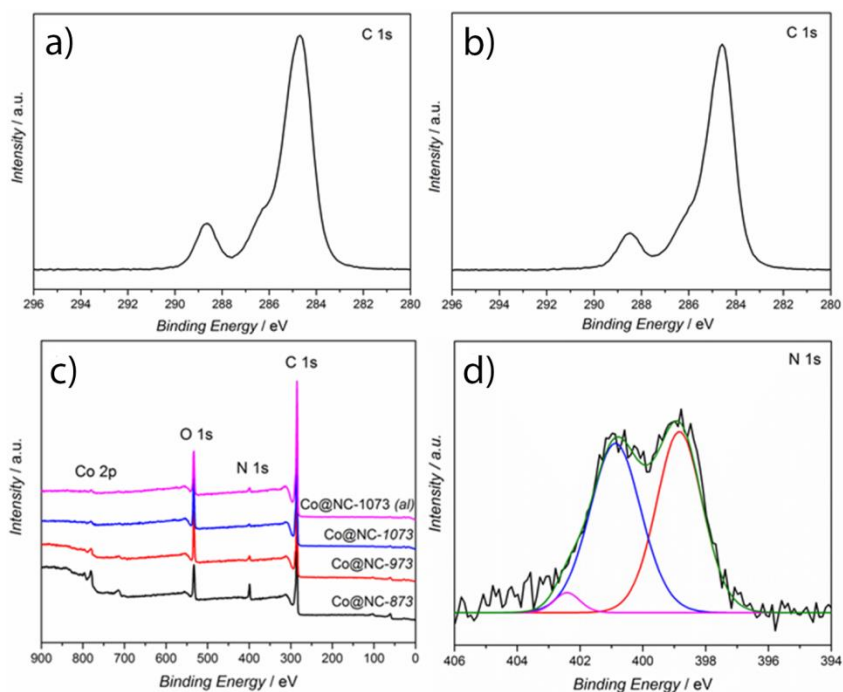 a)
C 1s
Intensity / a.u.
296 294 292 290 288 286 284 282 280
Binding Energy / eV
b)
C 1s
Intensity / a.u.
296 294 292 290 288 286 284 282 280
Binding Energy / eV
c)
C 1s
O 1s
Co 2p
N 1s
Co@NC-1073 (al)
Co@NC-1073
Co@NC-973
Co@NC-873
Intensity / a.u.
900 800 700 600 500 400 300 200 100 0
Binding Energy / eV
d)
N 1s
Intensity / a.u.
406 404 402 400 398 396 394
Binding Energy / eV